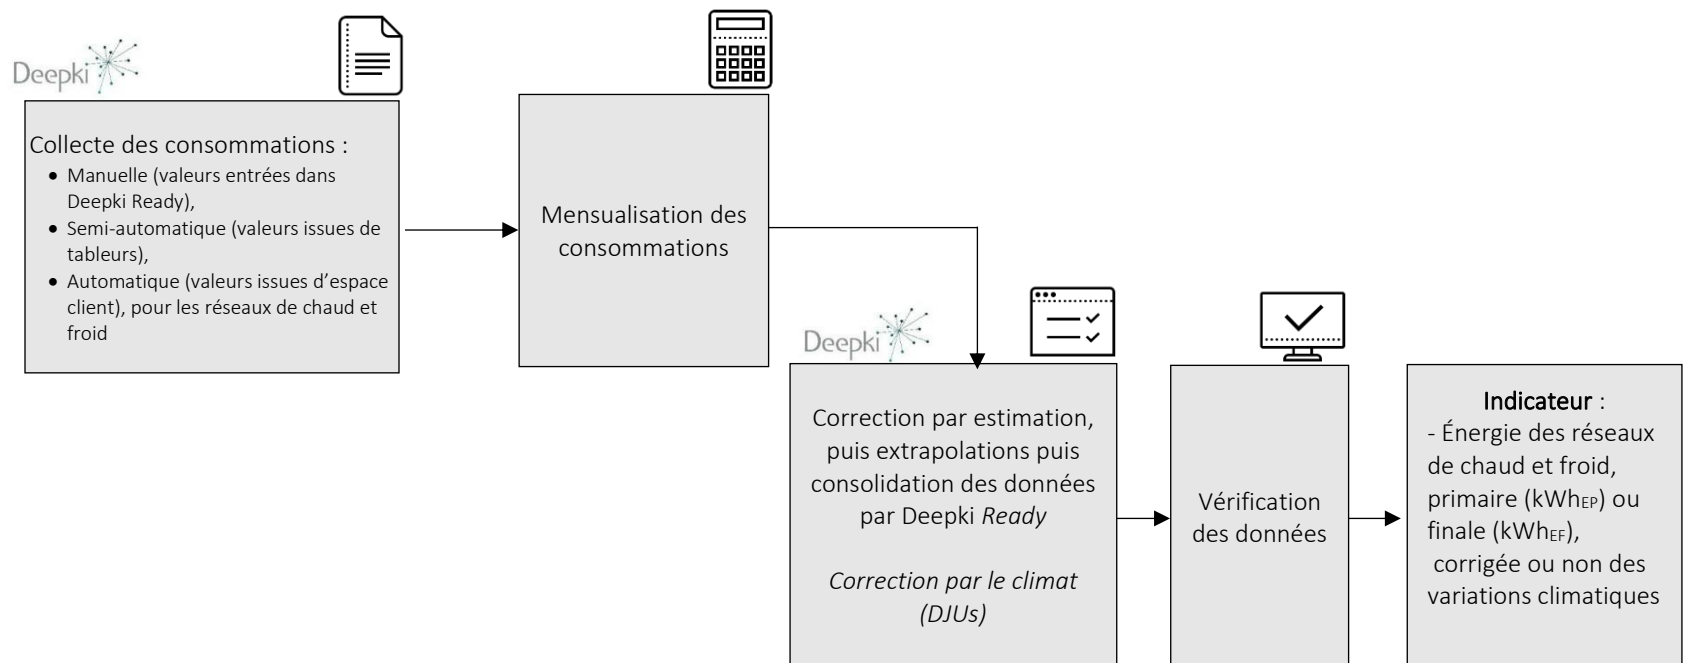 Deepki
Collecte des consommations :
• Manuelle (valeurs entrées dans
Deepki Ready),
• Semi-automatique (valeurs issues de
tableurs),
• Automatique (valeurs issues d’espace
client), pour les réseaux de chaud et
froid
Mensualisation des
consommations
Deepki
Correction par estimation,
puis extrapolations puis
consolidation des données
par Deepki Ready
Correction par le climat
(DJUs)
Vérification
des données
Indicateur :
- Énergie des réseaux
de chaud et froid,
primaire (kWhEP) ou
finale (kWhEF),
corrigée ou non des
variations climatiques